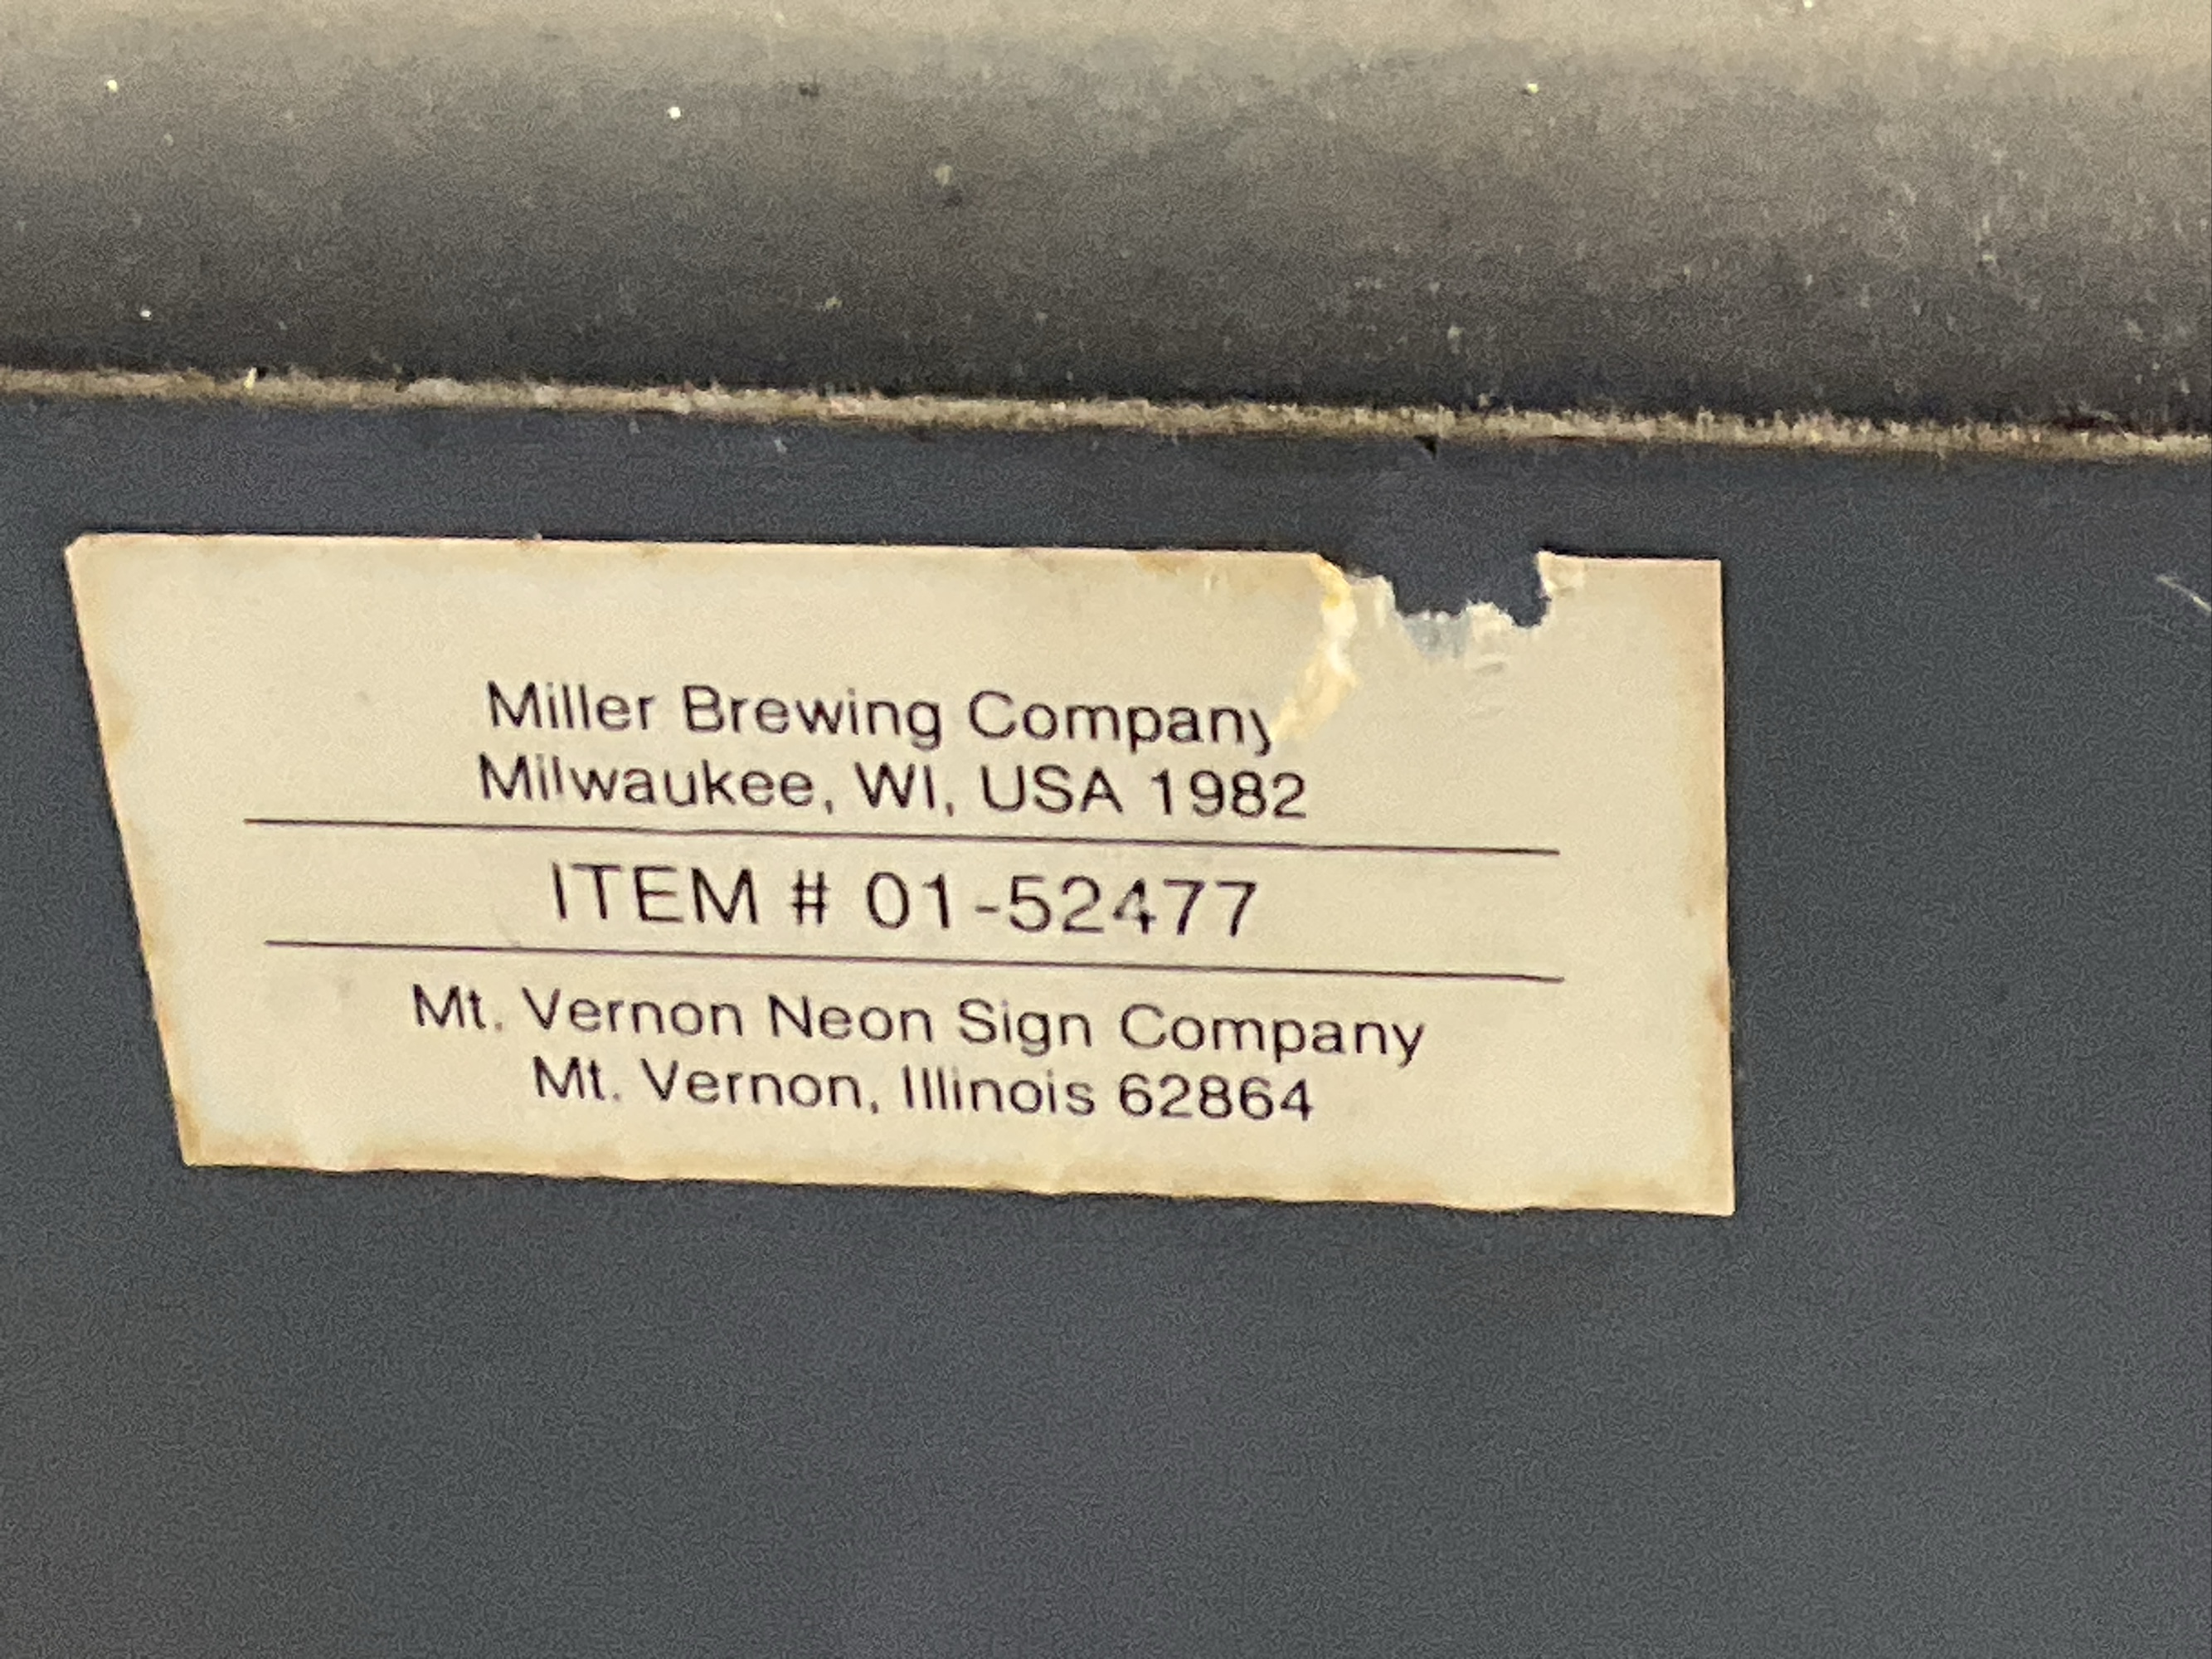 Miller Brewing Company
Milwaukee, WI, USA 1982
ITEM # 01-52477
Mt. Vernon Neon Sign Company
Mt. Vernon, Illinois 62864